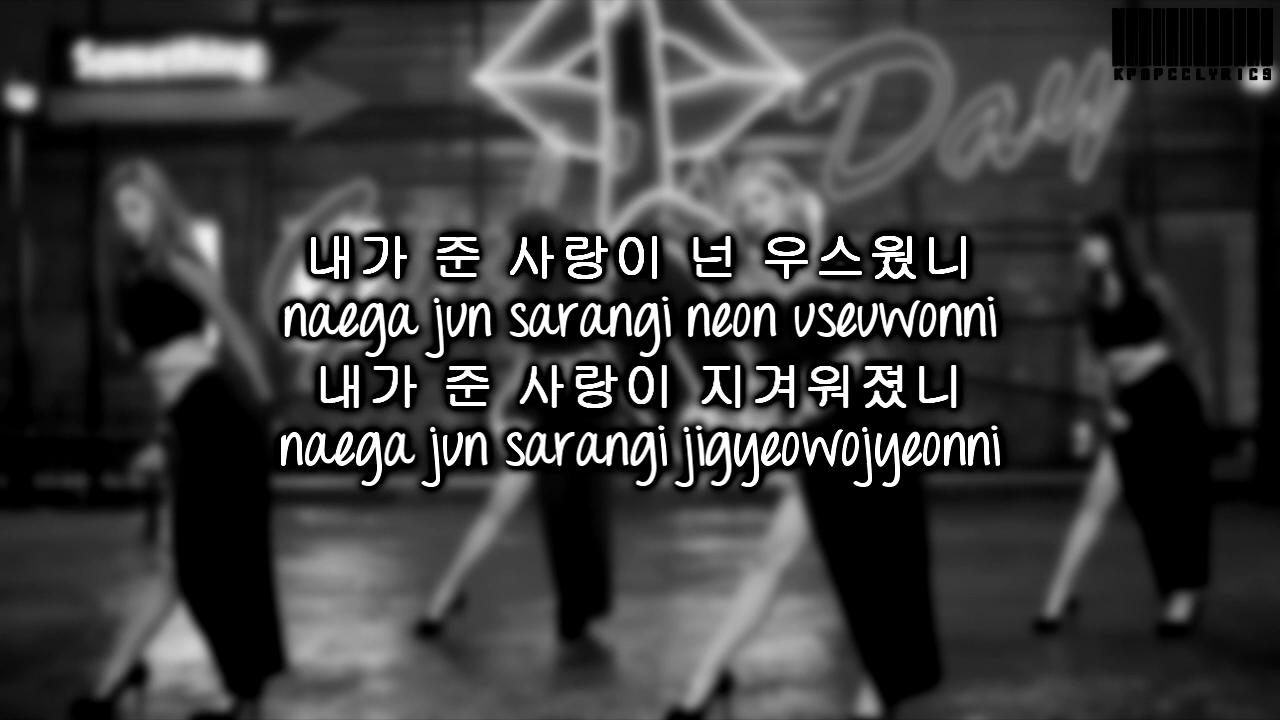 Something
Day
KPOPCCLYRICS
내가 준 사랑이 넌 우스웠니
naega jun sarangi neon useuwonni
내가 준 사랑이 지겨워졌니
naega jun sarangi jigyeowojyeonni